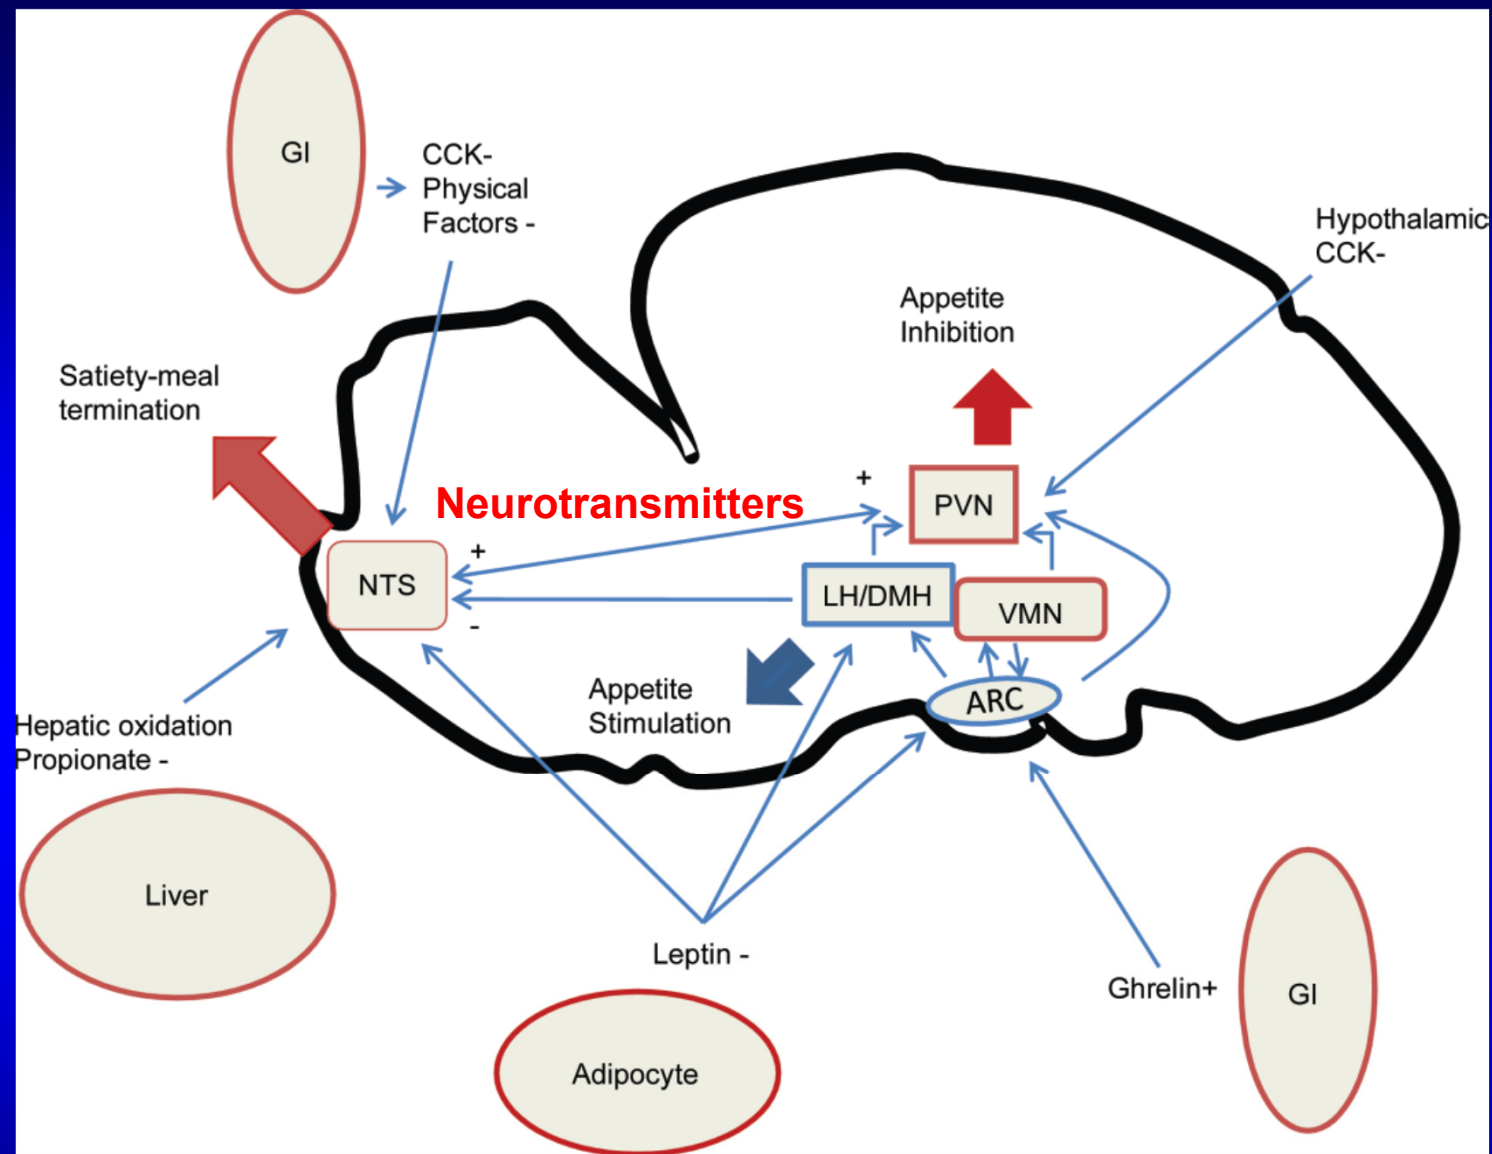 GI
CCK-
Physical
Factors -
Hypothalamic
CCK-
Appetite
Inhibition
Satiety-meal
termination
Neurotransmitters
+
PVN
+
NTS
-
LH/DMH
VMN
Appetite
Stimulation
ARC
Hepatic oxidation
Propionate -
Liver
Leptin -
Ghrelin+
GI
Adipocyte